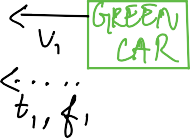 GREEN
CAR
v₁
t₁, f₁